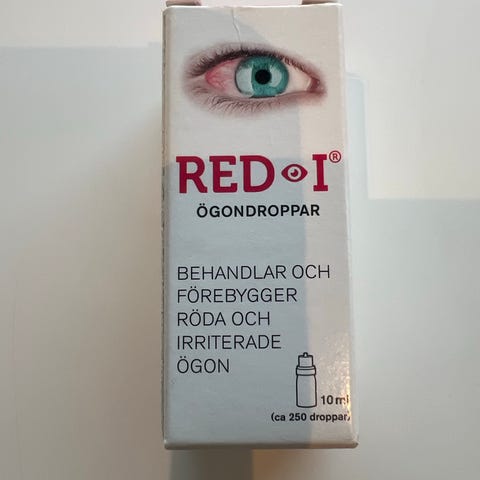 RED I®
ÖGONDROPPAR
BEHANDLAR OCH
FÖREBYGGER
RÖDA OCH
IRRITERADE
ÖGON
10 ml
(ca 250 droppar)